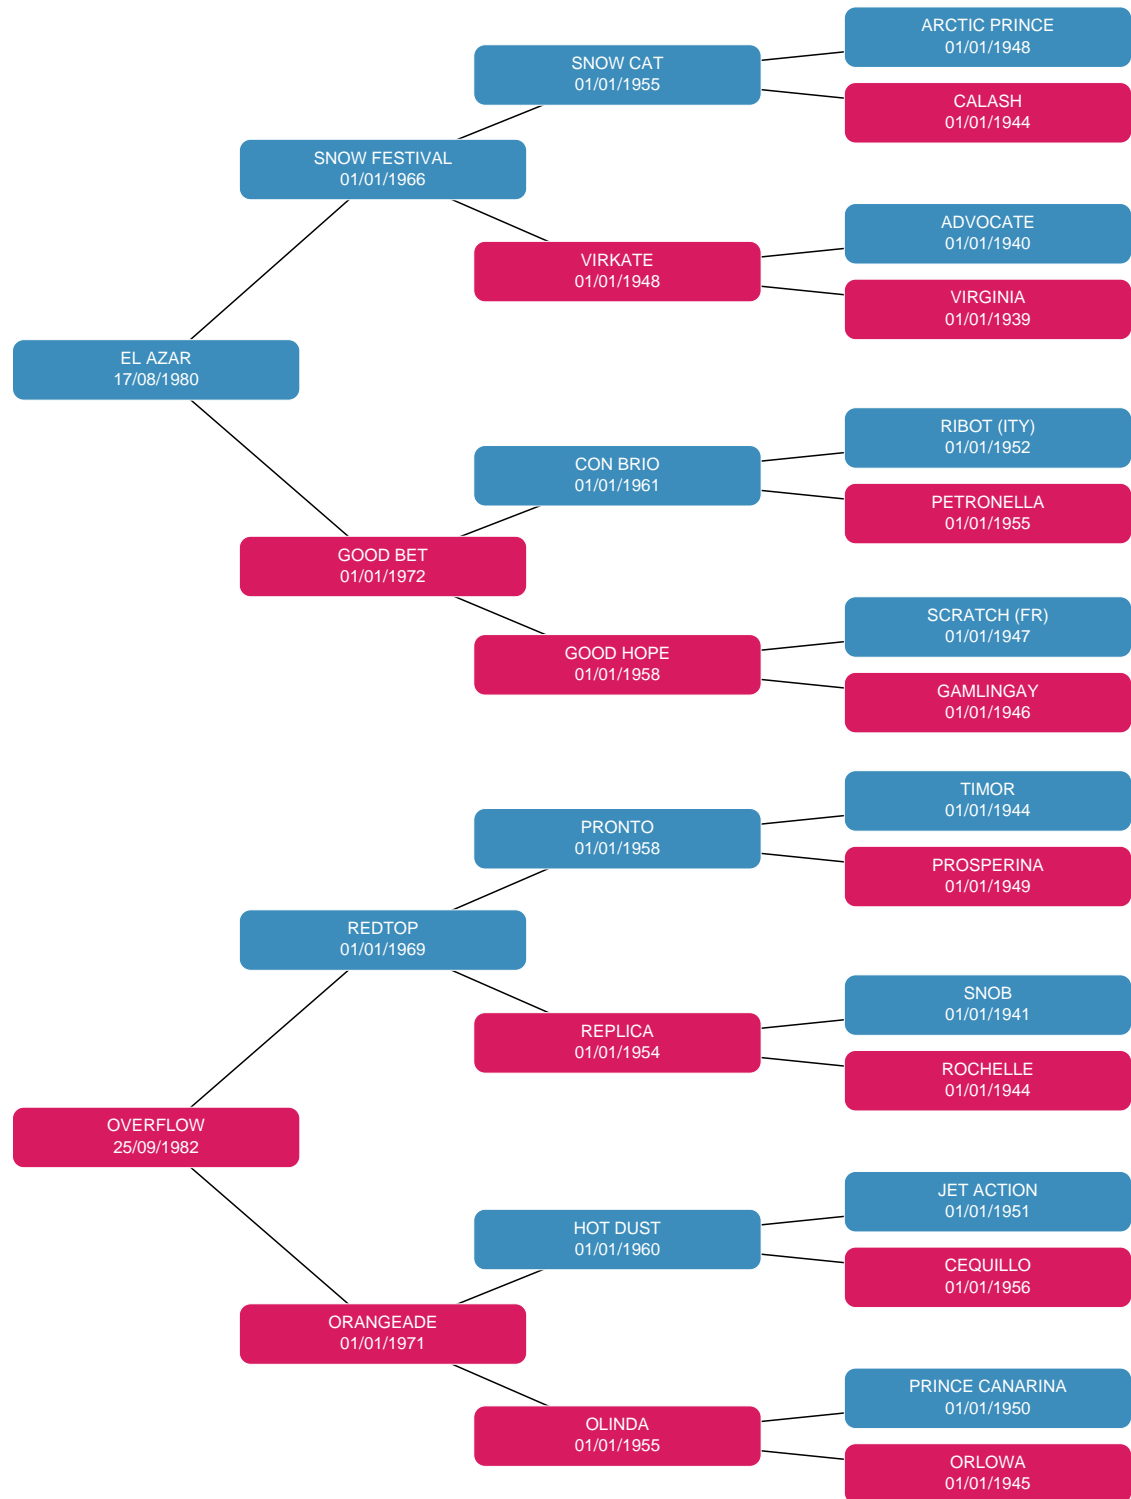 ARCTIC PRINCE
01/01/1948
SNOW CAT
01/01/1955
CALASH
01/01/1944
SNOW FESTIVAL
01/01/1966
ADVOCATE
01/01/1940
VIRKATE
01/01/1948
VIRGINIA
01/01/1939
EL AZAR
17/08/1980
RIBOT (ITY)
01/01/1952
CON BRIO
01/01/1961
PETRONELLA
01/01/1955
GOOD BET
01/01/1972
SCRATCH (FR)
01/01/1947
GOOD HOPE
01/01/1958
GAMLINGAY
01/01/1946
TIMOR
01/01/1944
PRONTO
01/01/1958
PROSPERINA
01/01/1949
REDTOP
01/01/1969
SNOB
01/01/1941
REPLICA
01/01/1954
ROCHELLE
01/01/1944
OVERFLOW
25/09/1982
JET ACTION
01/01/1951
HOT DUST
01/01/1960
CEQUILLO
01/01/1956
ORANGEADE
01/01/1971
PRINCE CANARINA
01/01/1950
OLINDA
01/01/1955
ORLOWA
01/01/1945